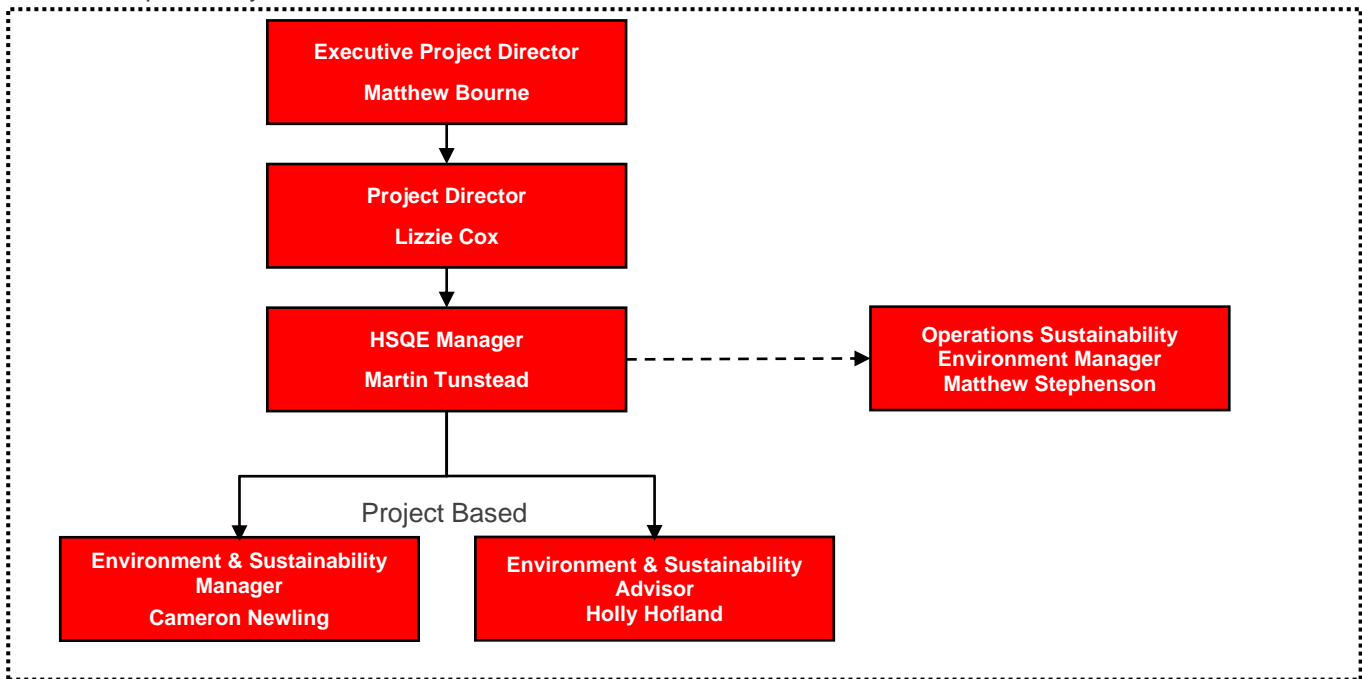 Executive Project Director
Matthew Bourne
Project Director
Lizzie Cox
HSQE Manager
Martin Tunstead
Operations Sustainability
Environment Manager
Matthew Stephenson
Project Based
Environment & Sustainability
Manager
Cameron Newling
Environment & Sustainability
Advisor
Holly Hofland